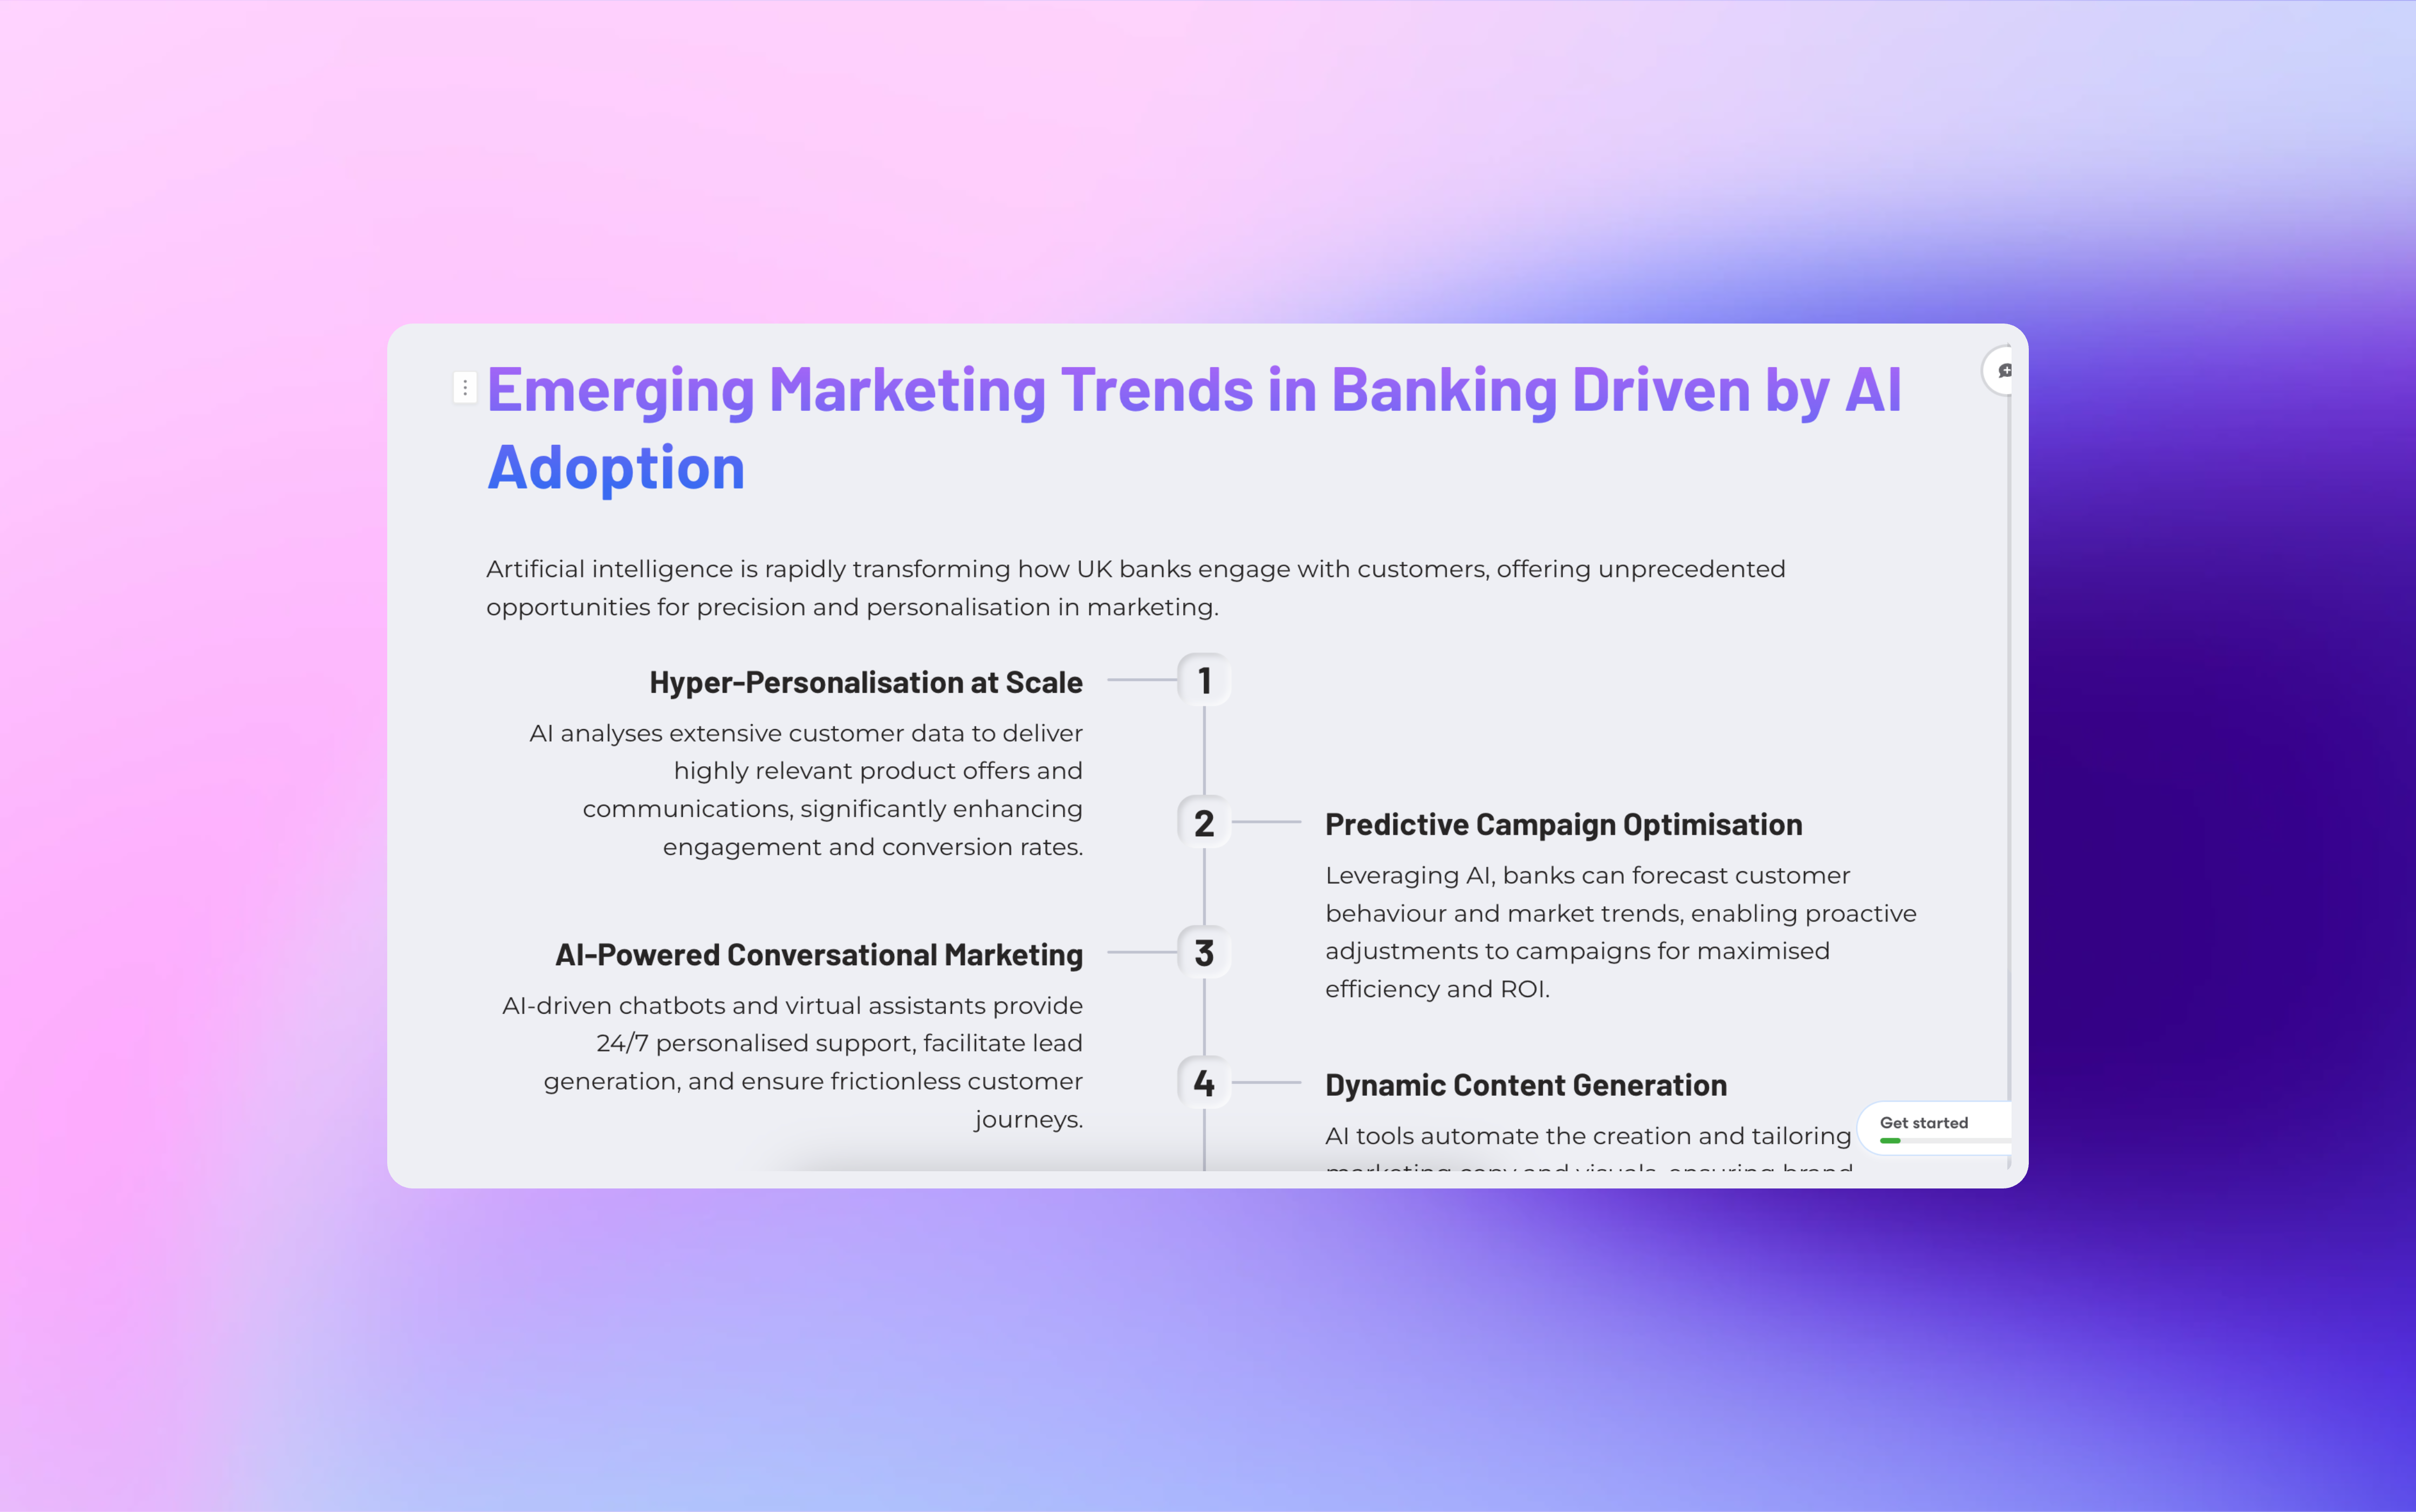 Emerging Marketing Trends in Banking Driven by AI
Adoption
Artificial intelligence is rapidly transforming how UK banks engage with customers, offering unprecedented
opportunities for precision and personalisation in marketing.
Hyper-Personalisation at Scale
1
AI analyses extensive customer data to deliver
highly relevant product offers and
communications, significantly enhancing
engagement and conversion rates.
2
Predictive Campaign Optimisation
Leveraging AI, banks can forecast customer
behaviour and market trends, enabling proactive
adjustments to campaigns for maximised
efficiency and ROI.
AI-Powered Conversational Marketing
3
AI-driven chatbots and virtual assistants provide
24/7 personalised support, facilitate lead
generation, and ensure frictionless customer
journeys.
4
Dynamic Content Generation
AI tools automate the creation and tailoring
marketing copy and visuals, ensuring brand
Get started